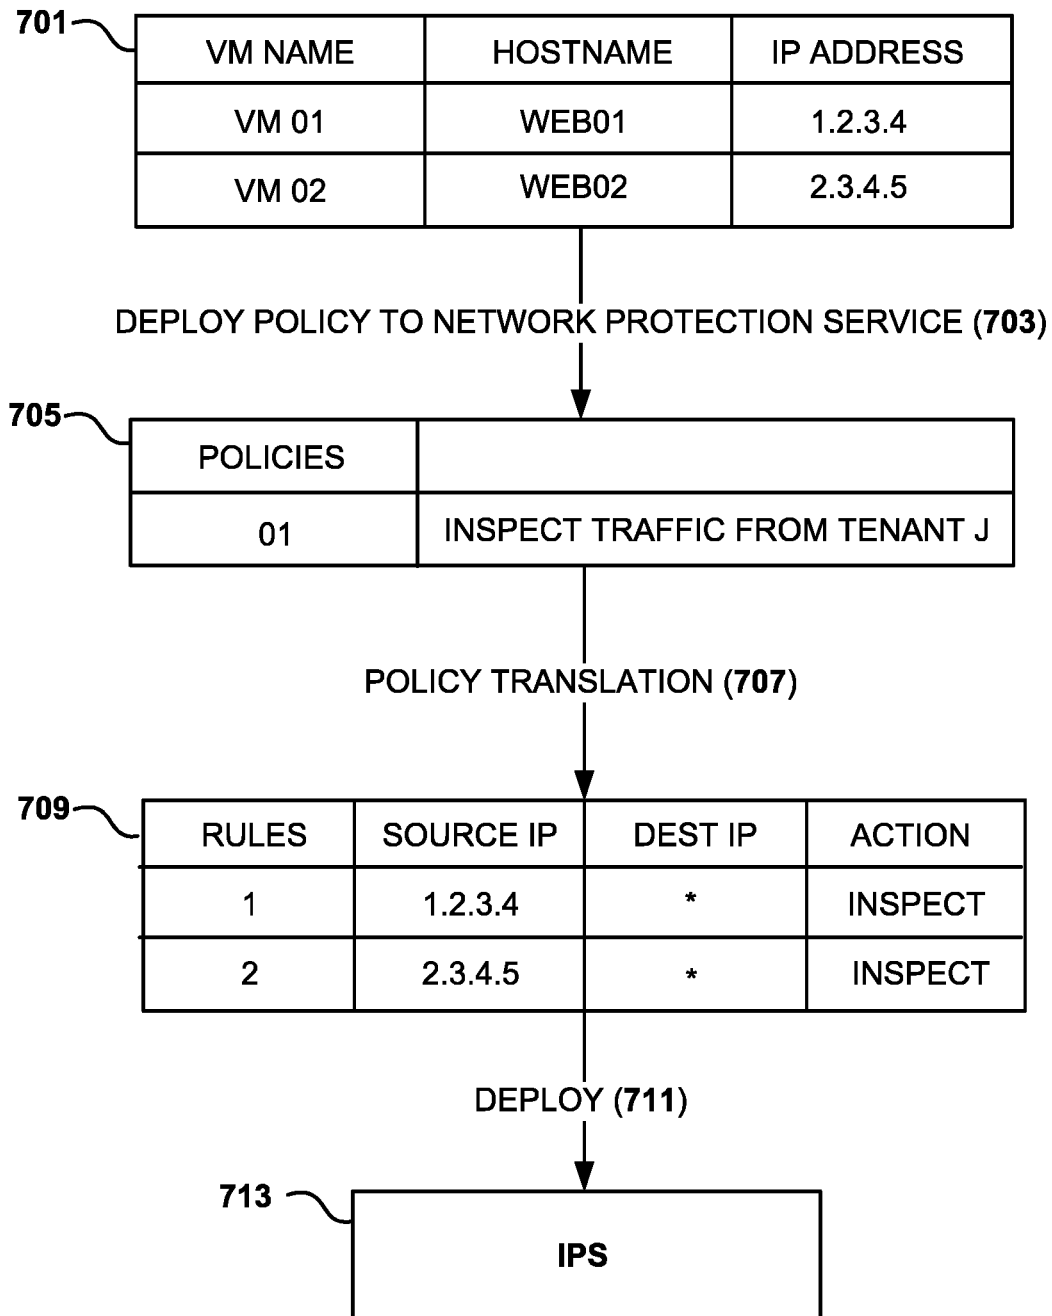 701
VM NAME HOSTNAME IP ADDRESS
VM 01 WEB01 1.2.3.4
VM 02 WEB02 2.3.4.5
DEPLOY POLICY TO NETWORK PROTECTION SERVICE (703)
705
POLICIES
01 INSPECT TRAFFIC FROM TENANT J
POLICY TRANSLATION (707)
709
RULES SOURCE IP DEST IP ACTION
1 1.2.3.4 * INSPECT
2 2.3.4.5 * INSPECT
DEPLOY (711)
713
IPS